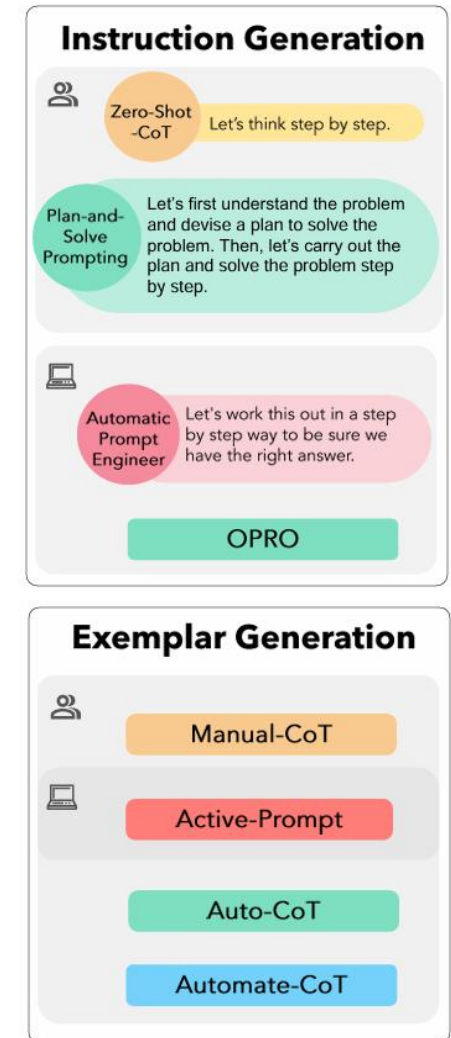 Instruction Generation
Zero-Shot
-CoT
Let's think step by step.
Plan-and-
Solve
Prompting
Let's first understand the problem
and devise a plan to solve the
problem. Then, let's carry out the
plan and solve the problem step
by step.
Automatic
Prompt
Engineer
Let's work this out in a step
by step way to be sure we
have the right answer.
OPRO
Exemplar Generation
Manual-CoT
Active-Prompt
Auto-CoT
Automate-CoT